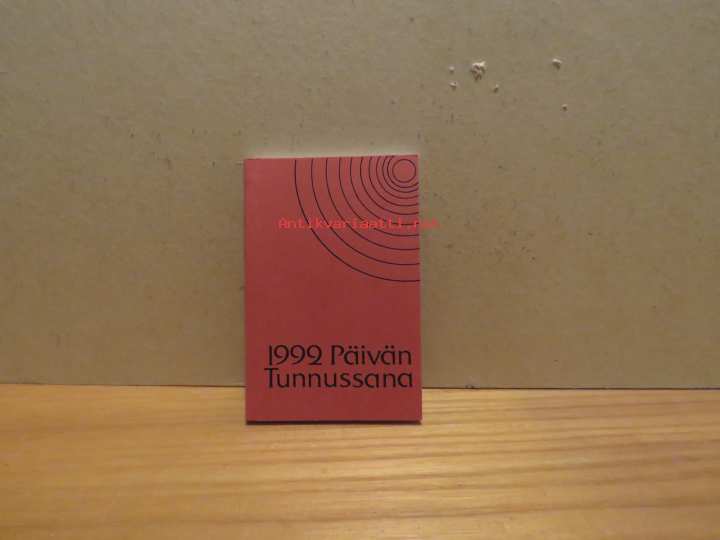 Antikvariaatti.net
1992 Päivän
Tunnussana